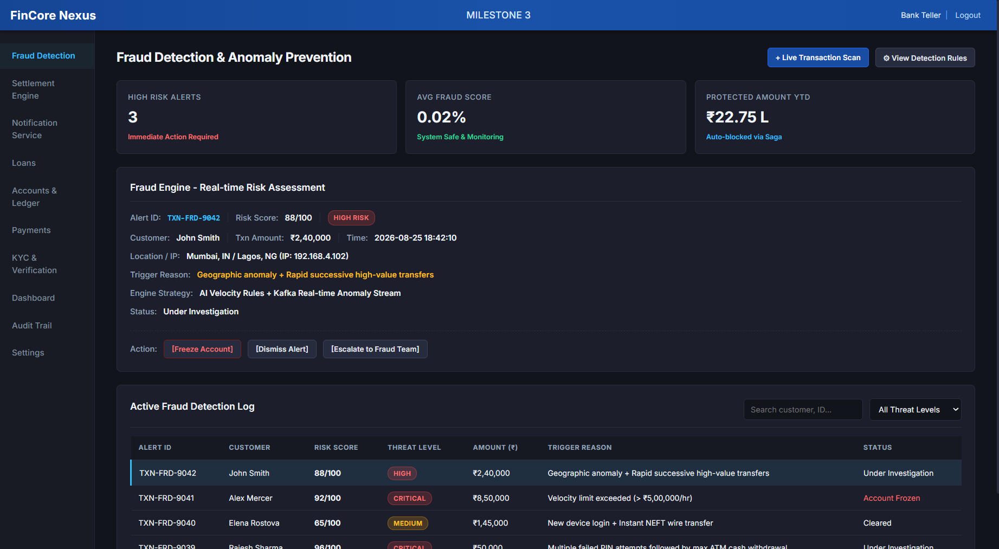 FinCore Nexus
MILESTONE 3
Bank Teller | Logout
Fraud Detection
Settlement
Engine
Notification
Service
Loans
Accounts &
Ledger
Payments
KYC &
Verification
Dashboard
Audit Trail
Settings
Fraud Detection & Anomaly Prevention
+ Live Transaction Scan
⚙ View Detection Rules
HIGH RISK ALERTS
3
Immediate Action Required
AVG FRAUD SCORE
0.02%
System Safe & Monitoring
PROTECTED AMOUNT YTD
₹22.75 L
Auto-blocked via Saga
Fraud Engine - Real-time Risk Assessment
Alert ID: TXN-FRD-9042 Risk Score: 88/100 HIGH RISK
Customer: John Smith Txn Amount: ₹2,40,000 Time: 2026-08-25 18:42:10
Location / IP: Mumbai, IN / Lagos, NG (IP: 192.168.4.102)
Trigger Reason: Geographic anomaly + Rapid successive high-value transfers
Engine Strategy: AI Velocity Rules + Kafka Real-time Anomaly Stream
Status: Under Investigation
Action: [Freeze Account] [Dismiss Alert] [Escalate to Fraud Team]
Active Fraud Detection Log
Search customer, ID...
All Threat Levels
ALERT ID CUSTOMER RISK SCORE THREAT LEVEL AMOUNT (₹) TRIGGER REASON STATUS
TXN-FRD-9042 John Smith 88/100 HIGH ₹2,40,000 Geographic anomaly + Rapid successive high-value transfers Under Investigation
TXN-FRD-9041 Alex Mercer 92/100 CRITICAL ₹8,50,000 Velocity limit exceeded (> ₹5,00,000/hr) Account Frozen
TXN-FRD-9040 Elena Rostova 65/100 MEDIUM ₹1,45,000 New device login + Instant NEFT wire transfer Cleared
TXN-FRD-9039 Rajesh Sharma 96/100 CRITICAL ₹50,000 Multiple failed PIN attempts followed by max ATM cash withdrawal Under Investigation